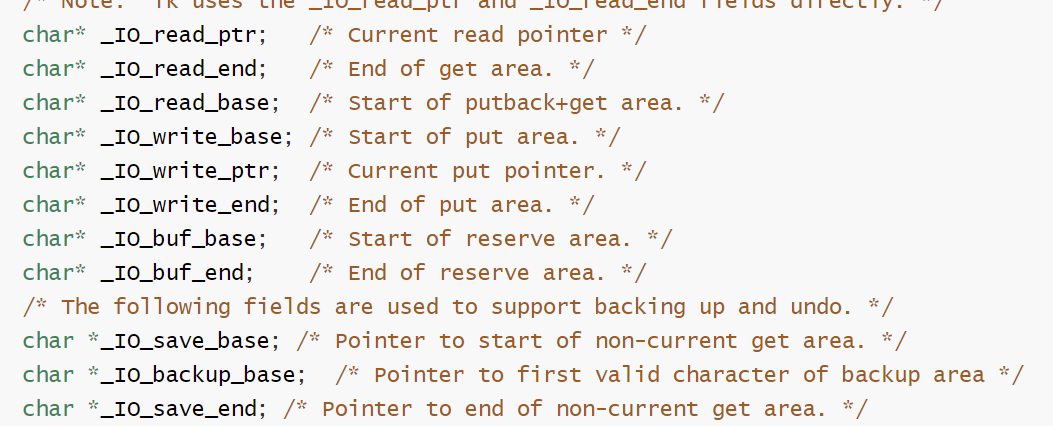 /* Note: Tk uses the _IO_read_ptr and _IO_read_end fields directly. */
char* _IO_read_ptr;   /* Current read pointer */
char* _IO_read_end;   /* End of get area. */
char* _IO_read_base;  /* Start of putback+get area. */
char* _IO_write_base; /* Start of put area. */
char* _IO_write_ptr;  /* Current put pointer. */
char* _IO_write_end;  /* End of put area. */
char* _IO_buf_base;   /* Start of reserve area. */
char* _IO_buf_end;    /* End of reserve area. */
/* The following fields are used to support backing up and undo. */
char *_IO_save_base; /* Pointer to start of non-current get area. */
char *_IO_backup_base;  /* Pointer to first valid character of backup area */
char *_IO_save_end; /* Pointer to end of non-current get area. */